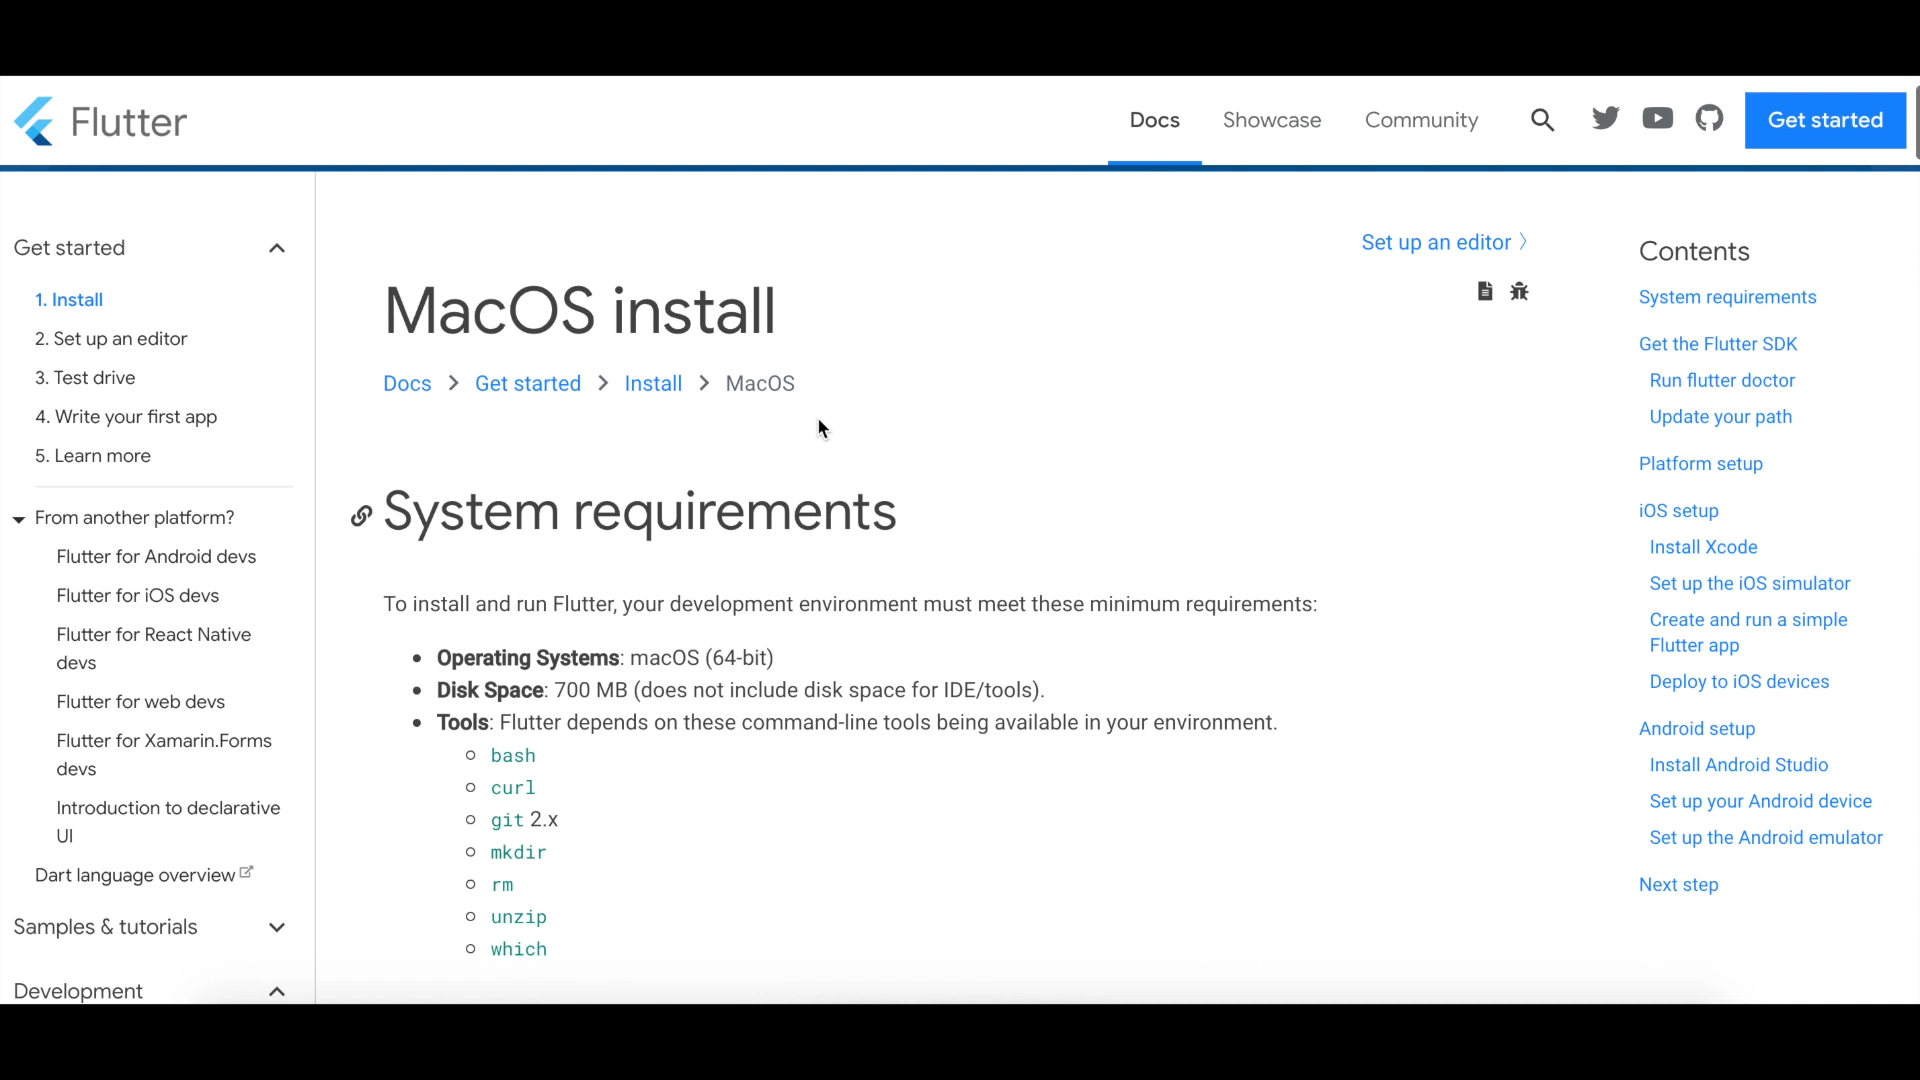 Flutter
Docs
Showcase
Community
Get started
Get started
1. Install
2. Set up an editor
3. Test drive
4. Write your first app
5. Learn more
From another platform?
Flutter for Android devs
Flutter for iOS devs
Flutter for React Native
devs
Flutter for web devs
Flutter for Xamarin.Forms
devs
Introduction to declarative
UI
Dart language overview
Samples & tutorials
Development
Set up an editor
MacOS install
Docs > Get started > Install > MacOS
System requirements
To install and run Flutter, your development environment must meet these minimum requirements:
Operating Systems: macOS (64-bit)
Disk Space: 700 MB (does not include disk space for IDE/tools).
Tools: Flutter depends on these command-line tools being available in your environment.
bash
curl
git 2.x
mkdir
rm
unzip
which
Contents
System requirements
Get the Flutter SDK
Run flutter doctor
Update your path
Platform setup
iOS setup
Install Xcode
Set up the iOS simulator
Create and run a simple
Flutter app
Deploy to iOS devices
Android setup
Install Android Studio
Set up your Android device
Set up the Android emulator
Next step